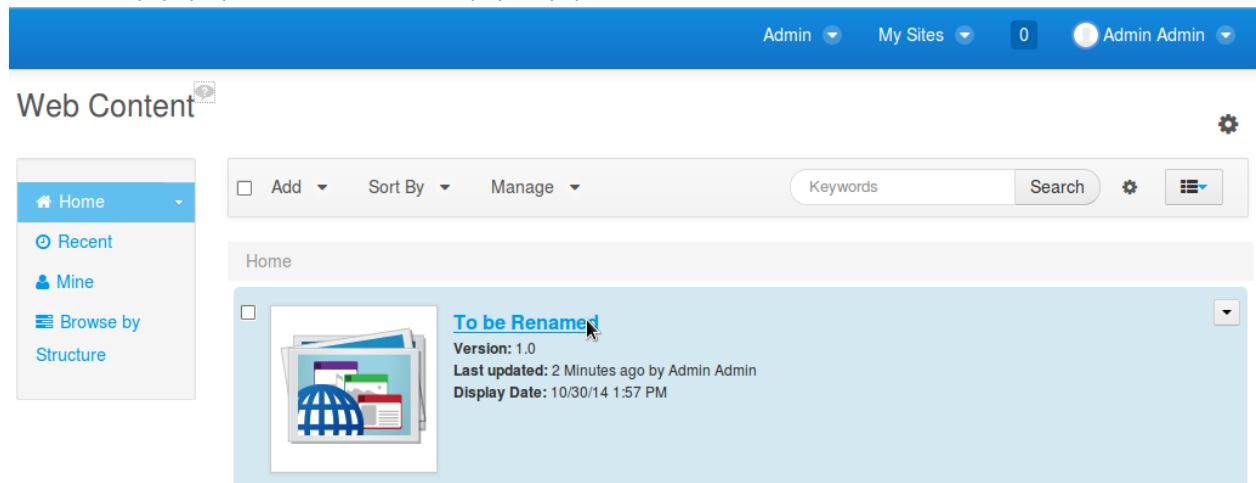 Admin My Sites 0 Admin Admin
Web Content
Add Sort By Manage Keywords Search
Home
Recent
Mine
Browse by
Structure
Home
To be Renamed
Version: 1.0
Last updated: 2 Minutes ago by Admin Admin
Display Date: 10/30/14 1:57 PM